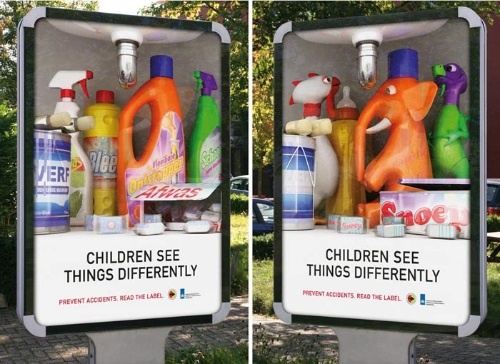 VERF
Blee
Afwas
CHILDREN SEE
THINGS DIFFERENTLY
PREVENT ACCIDENTS. READ THE LABEL.
Snoep
CHILDREN SEE
THINGS DIFFERENTLY
PREVENT ACCIDENTS. READ THE LABEL.